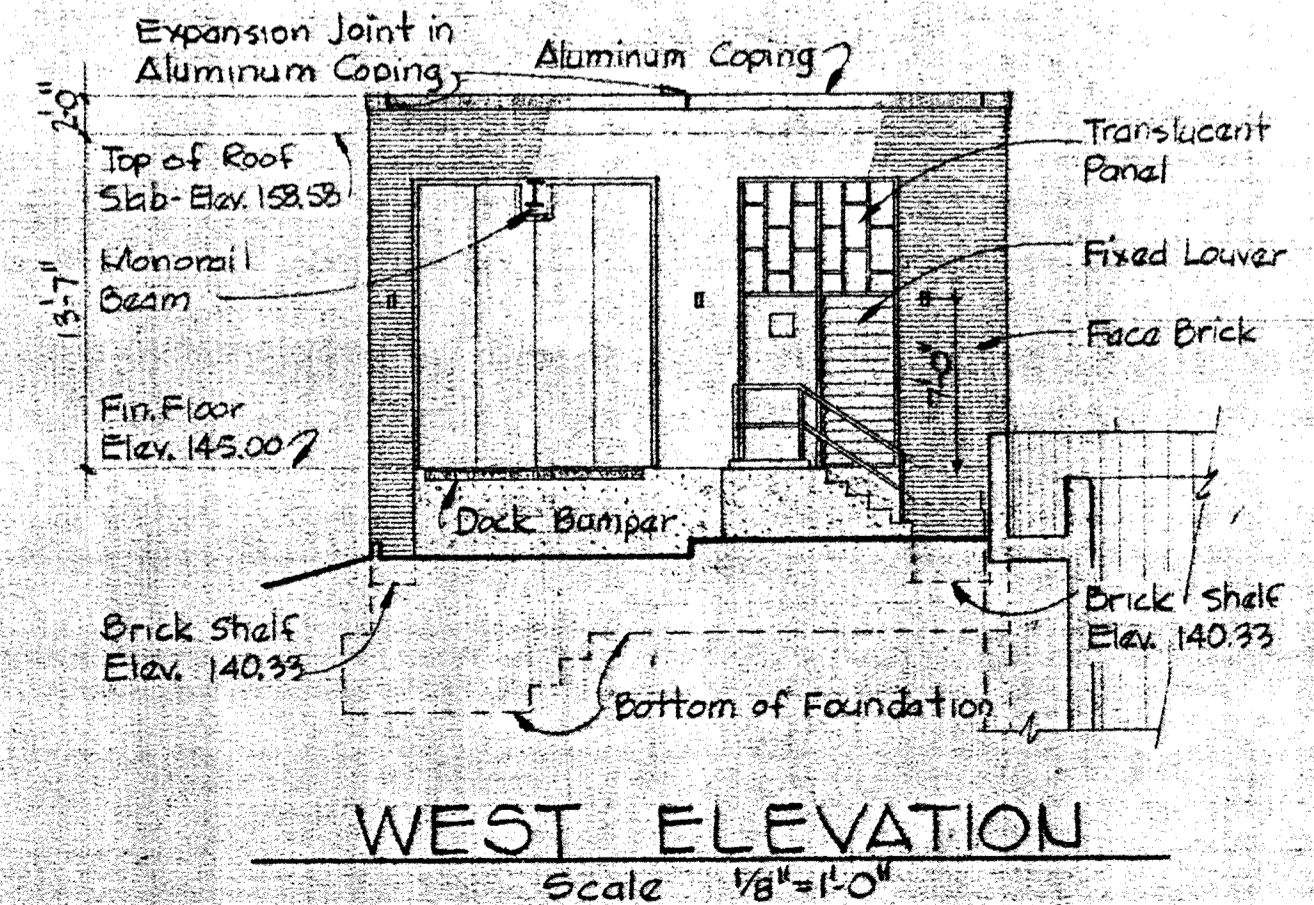 Expansion Joint in
Aluminum Coping
Aluminum Coping
2'-0"
Top of Roof
Slab-Elev. 158.58
Translucent
Panel
Monorail
Beam
Fixed Louver
13'-7"
Face Brick
7'-0"
Fin. Floor
Elev. 145.00
Dock Bumper
Brick Shelf
Elev. 140.33
Brick Shelf
Elev. 140.33
Bottom of Foundation
WEST ELEVATION
Scale 1/8"=1'-0"